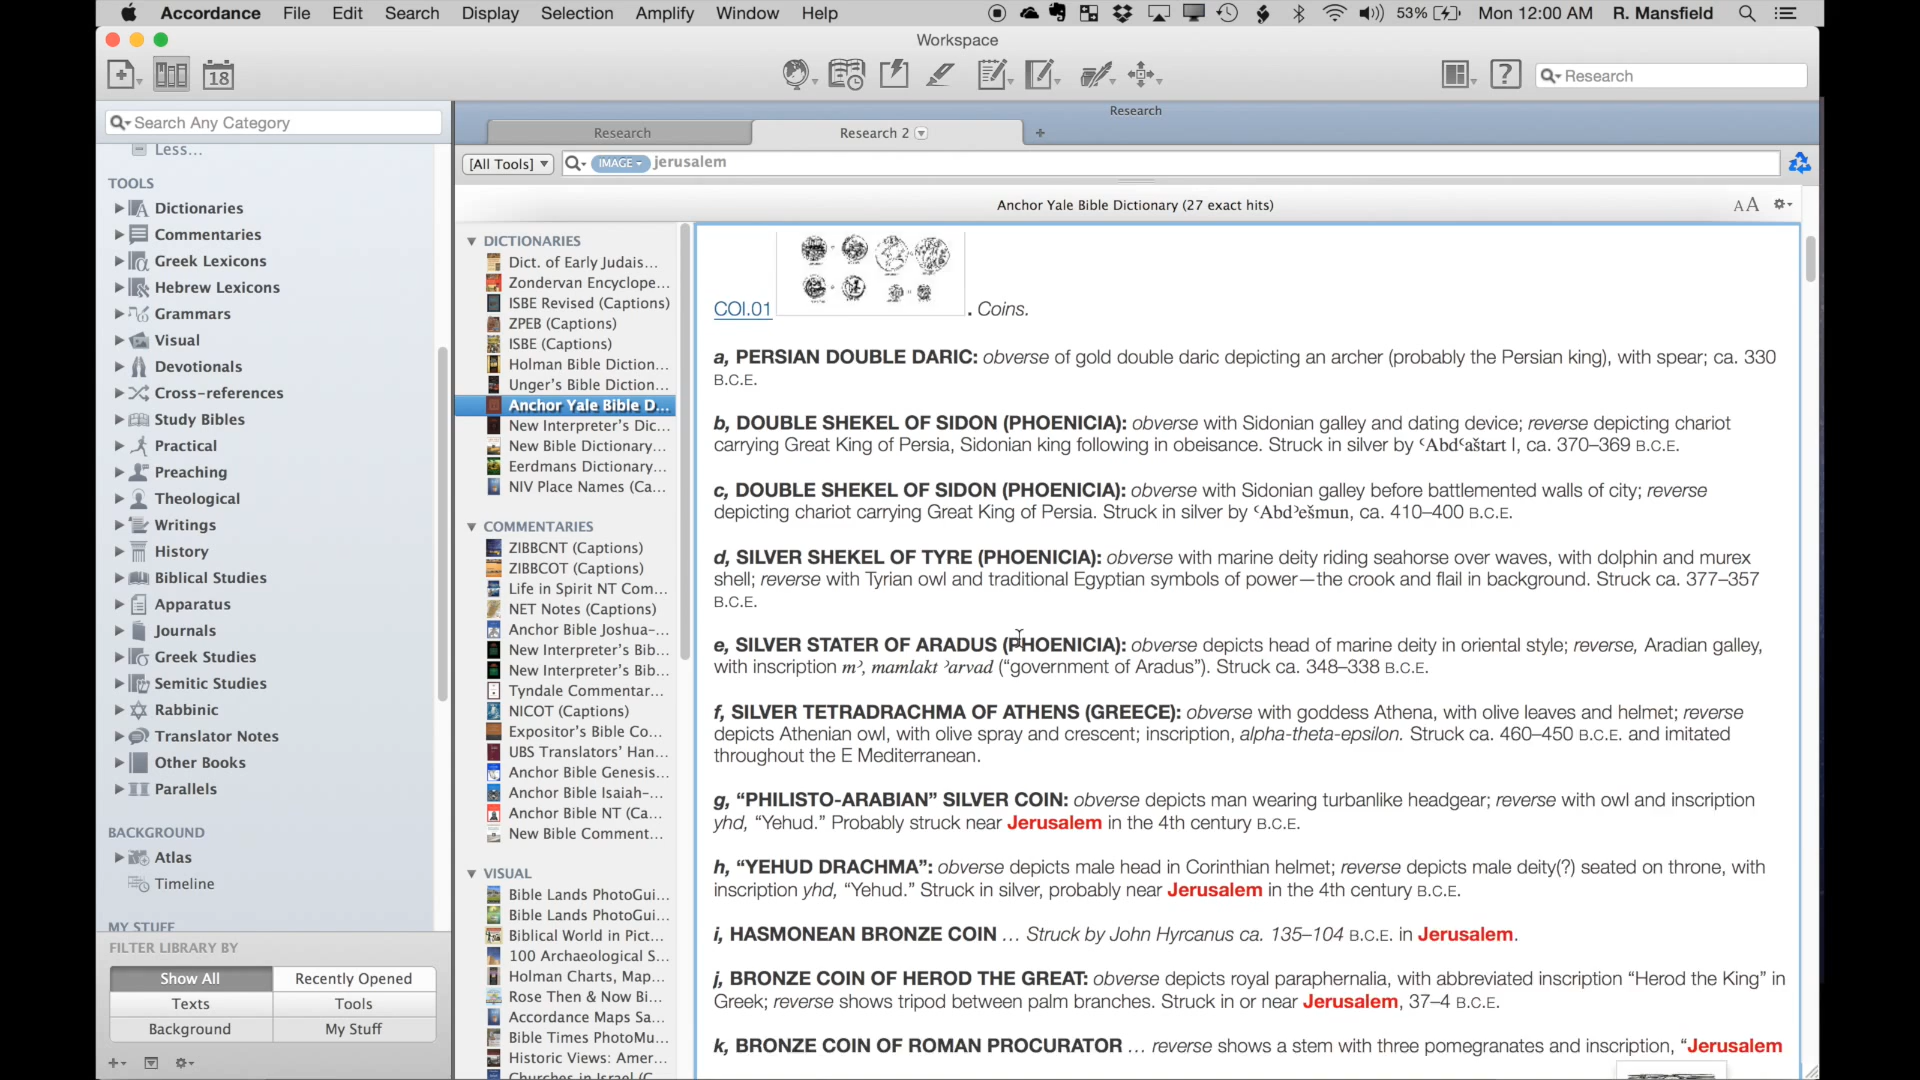 Accordance File Edit Search Display Selection Amplify Window Help 53% Mon 12:00 AM R. Mansfield
Workspace
18
Research
Search Any Category
Less...
TOOLS
Dictionaries
Commentaries
Greek Lexicons
Hebrew Lexicons
Grammars
Visual
Devotionals
Cross-references
Study Bibles
Practical
Preaching
Theological
Writings
History
Biblical Studies
Apparatus
Journals
Greek Studies
Semitic Studies
Rabbinic
Translator Notes
Other Books
Parallels
BACKGROUND
Atlas
Timeline
MY STUFF
FILTER LIBRARY BY
Show All Recently Opened
Texts Tools
Background My Stuff
Research
Research Research 2 +
[All Tools] IMAGE jerusalem
Anchor Yale Bible Dictionary (27 exact hits)
AA
DICTIONARIES
Dict. of Early Judais...
Zondervan Encyclope...
ISBE Revised (Captions)
ZPEB (Captions)
ISBE (Captions)
Holman Bible Diction...
Unger's Bible Diction...
Anchor Yale Bible D...
New Interpreter's Dic...
New Bible Dictionary...
Eerdmans Dictionary...
NIV Place Names (Ca...
COMMENTARIES
ZIBBCNT (Captions)
ZIBBCOT (Captions)
Life in Spirit NT Com...
NET Notes (Captions)
Anchor Bible Joshua-...
New Interpreter's Bib...
New Interpreter's Bib...
Tyndale Commentar...
NICOT (Captions)
Expositor's Bible Co...
UBS Translators' Han...
Anchor Bible Genesis...
Anchor Bible Isaiah-...
Anchor Bible NT (Ca...
New Bible Comment...
VISUAL
Bible Lands PhotoGui...
Bible Lands PhotoGui...
Biblical World in Pict...
100 Archaeological S...
Holman Charts, Map...
Rose Then & Now Bi...
Accordance Maps Sa...
Bible Times PhotoMu...
Historic Views: Amer...
Churches in Israel (C...
COI.01 . Coins.
a, PERSIAN DOUBLE DARIC: obverse of gold double daric depicting an archer (probably the Persian king), with spear; ca. 330
B.C.E.
b, DOUBLE SHEKEL OF SIDON (PHOENICIA): obverse with Sidonian galley and dating device; reverse depicting chariot
carrying Great King of Persia, Sidonian king following in obeisance. Struck in silver by ʿAbdʿaštart I, ca. 370–369 B.C.E.
c, DOUBLE SHEKEL OF SIDON (PHOENICIA): obverse with Sidonian galley before battlemented walls of city; reverse
depicting chariot carrying Great King of Persia. Struck in silver by ʿAbdʾešmun, ca. 410–400 B.C.E.
d, SILVER SHEKEL OF TYRE (PHOENICIA): obverse with marine deity riding seahorse over waves, with dolphin and murex
shell; reverse with Tyrian owl and traditional Egyptian symbols of power—the crook and flail in background. Struck ca. 377–357
B.C.E.
e, SILVER STATER OF ARADUS (PHOENICIA): obverse depicts head of marine deity in oriental style; reverse, Aradian galley,
with inscription mʾ, mamlakt ʾarvad (“government of Aradus”). Struck ca. 348–338 B.C.E.
f, SILVER TETRADRACHMA OF ATHENS (GREECE): obverse with goddess Athena, with olive leaves and helmet; reverse
depicts Athenian owl, with olive spray and crescent; inscription, alpha-theta-epsilon. Struck ca. 460–450 B.C.E. and imitated
throughout the E Mediterranean.
g, “PHILISTO-ARABIAN” SILVER COIN: obverse depicts man wearing turbanlike headgear; reverse with owl and inscription
yhd, “Yehud.” Probably struck near Jerusalem in the 4th century B.C.E.
h, “YEHUD DRACHMA”: obverse depicts male head in Corinthian helmet; reverse depicts male deity(?) seated on throne, with
inscription yhd, “Yehud.” Struck in silver, probably near Jerusalem in the 4th century B.C.E.
i, HASMONEAN BRONZE COIN … Struck by John Hyrcanus ca. 135–104 B.C.E. in Jerusalem.
j, BRONZE COIN OF HEROD THE GREAT: obverse depicts royal paraphernalia, with abbreviated inscription “Herod the King” in
Greek; reverse shows tripod between palm branches. Struck in or near Jerusalem, 37–4 B.C.E.
k, BRONZE COIN OF ROMAN PROCURATOR … reverse shows a stem with three pomegranates and inscription, “Jerusalem